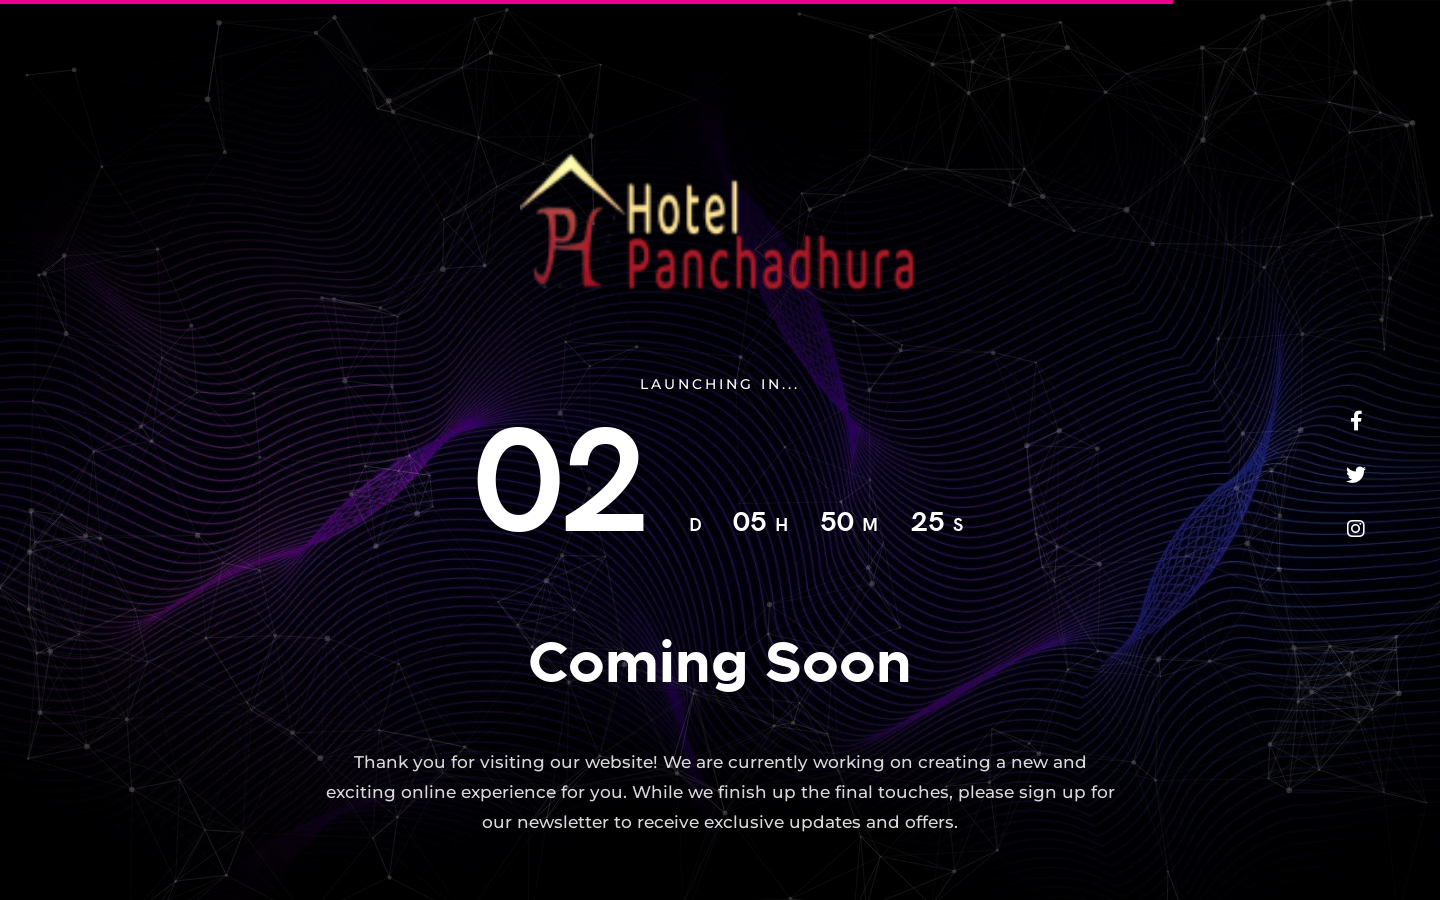 PH
Hotel
Panchadhura
LAUNCHING IN...
02 D 05 H 50 M 25 S
Coming Soon
Thank you for visiting our website! We are currently working on creating a new and
exciting online experience for you. While we finish up the final touches, please sign up for
our newsletter to receive exclusive updates and offers.